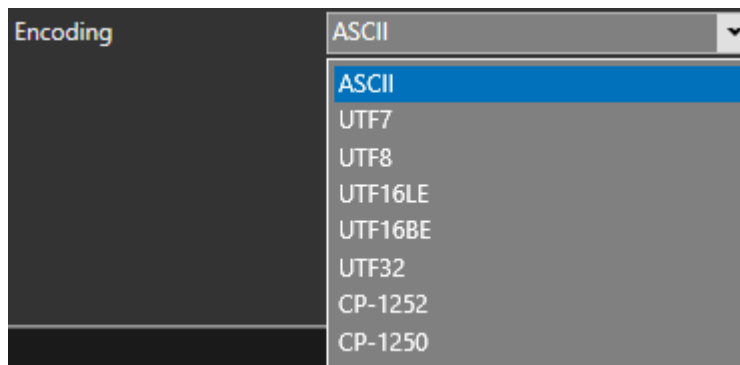 Encoding
ASCII
ASCII
UTF7
UTF8
UTF16LE
UTF16BE
UTF32
CP-1252
CP-1250